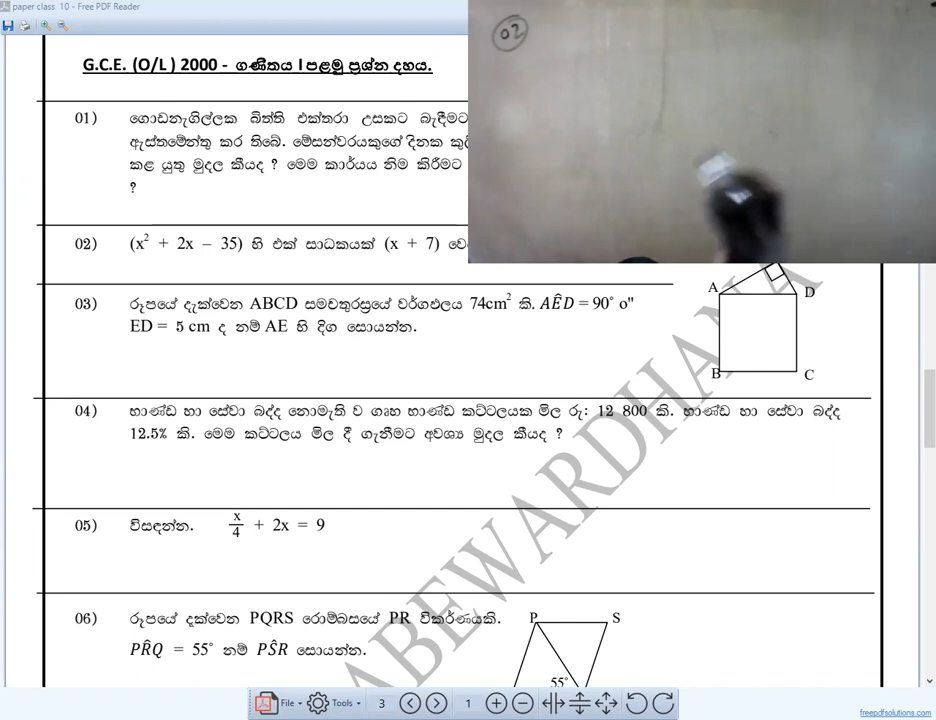 paper class 10 - Free PDF Reader
02
G.C.E. (O/L ) 2000 - ගණිතය I පළමු ප්‍රශ්න දහය.
01) ගොඩනැගිල්ලක බිත්ති එක්තරා උසකට බැඳීමට
ඇස්තමේන්තු කර තිබේ. මේසන්වරයකුගේ දිනක කුලි
කළ යුතු මුදල කීයද ? මෙම කාර්යය නිම කිරීමට
?
02) (x² + 2x – 35) හි එක් සාධකයක් (x + 7) වේ
03) රූපයේ දැක්වෙන ABCD සමචතුරස්‍රයේ වර්ගඵලය 74cm² කි. AÊD = 90° o"
ED = 5 cm ද නම් AE හි දිග සොයන්න.
A D
B C
04) භාණ්ඩ හා සේවා බද්ද නොමැති ව ගෘහ භාණ්ඩ කට්ටලයක මිල රු: 12 800 කි. භාණ්ඩ හා සේවා බද්ද
12.5% කි. මෙම කට්ටලය මිල දී ගැනීමට අවශ්‍ය මුදල කීයද ?
05) විසඳන්න. x/4 + 2x = 9
06) රූපයේ දක්වෙන PQRS රොම්බසයේ PR විකර්ණයකි.
PR̂Q = 55° නම් PŜR සොයන්න.
P S
55°
ABEWARDHANA
File Tools 3 1
freepdfsolutions.com